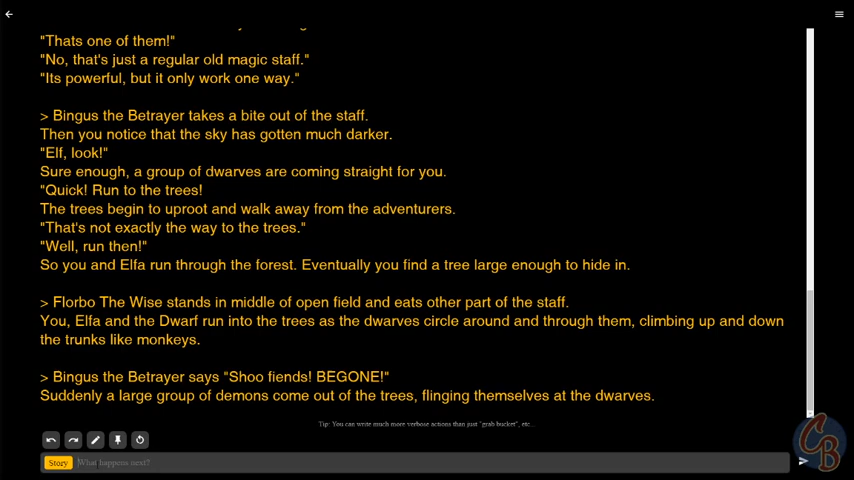 "Thats one of them!"
"No, that's just a regular old magic staff."
"Its powerful, but it only work one way."
> Bingus the Betrayer takes a bite out of the staff.
Then you notice that the sky has gotten much darker.
"Elf, look!"
Sure enough, a group of dwarves are coming straight for you.
"Quick! Run to the trees!
The trees begin to uproot and walk away from the adventurers.
"That's not exactly the way to the trees."
"Well, run then!"
So you and Elfa run through the forest. Eventually you find a tree large enough to hide in.
> Florbo The Wise stands in middle of open field and eats other part of the staff.
You, Elfa and the Dwarf run into the trees as the dwarves circle around and through them, climbing up and down
the trunks like monkeys.
> Bingus the Betrayer says "Shoo fiends! BEGONE!"
Suddenly a large group of demons come out of the trees, flinging themselves at the dwarves.
Tip: You can write much more verbose actions than just "grab bucket", etc...
Story
What happens next?
CB